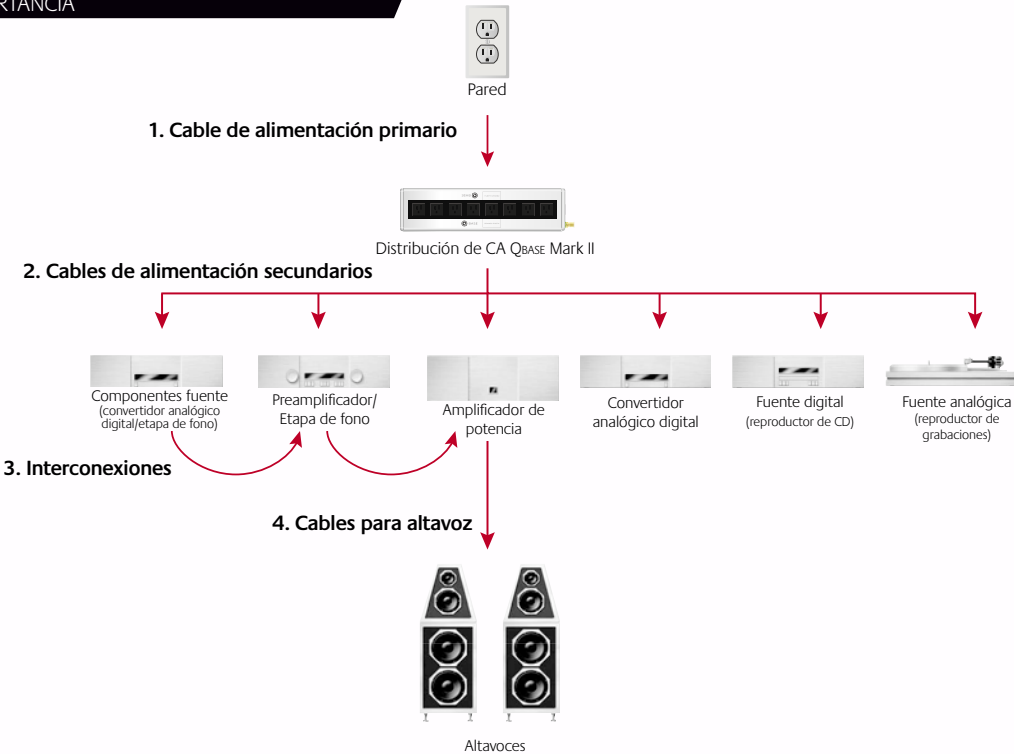 RTANCIA
Pared
1. Cable de alimentación primario
Distribución de CA QBASE Mark II
2. Cables de alimentación secundarios
Componentes fuente
(convertidor analógico
digital/etapa de fono)
Preamplificador/
Etapa de fono
Amplificador de
potencia
Convertidor
analógico digital
Fuente digital
(reproductor de CD)
Fuente analógica
(reproductor de
grabaciones)
3. Interconexiones
4. Cables para altavoz
Altavoces